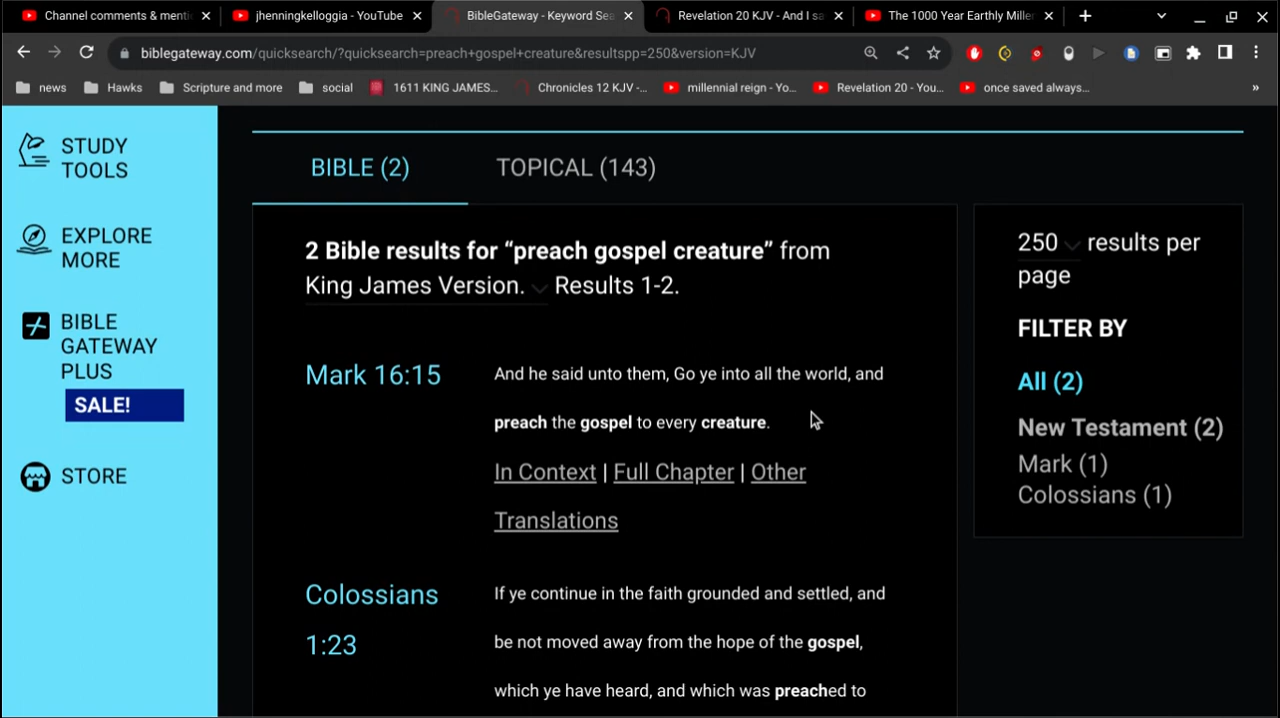 Channel comments & menti
jhenningkelloggia - YouTube
BibleGateway - Keyword Sea
Revelation 20 KJV - And I sa
The 1000 Year Earthly Miller
biblegateway.com/quicksearch/?quicksearch=preach+gospel+creature&resultspp=250&version=KJV
news
Hawks
Scripture and more
social
1611 KING JAMES...
Chronicles 12 KJV -...
millennial reign - Yo...
Revelation 20 - You...
once saved always...
»
STUDY
TOOLS
EXPLORE
MORE
BIBLE
GATEWAY
PLUS
SALE!
STORE
BIBLE (2)
TOPICAL (143)
2 Bible results for “preach gospel creature” from
King James Version. Results 1-2.
Mark 16:15
And he said unto them, Go ye into all the world, and
preach the gospel to every creature.
In Context | Full Chapter | Other
Translations
Colossians
1:23
If ye continue in the faith grounded and settled, and
be not moved away from the hope of the gospel,
which ye have heard, and which was preached to
250 results per
page
FILTER BY
All (2)
New Testament (2)
Mark (1)
Colossians (1)